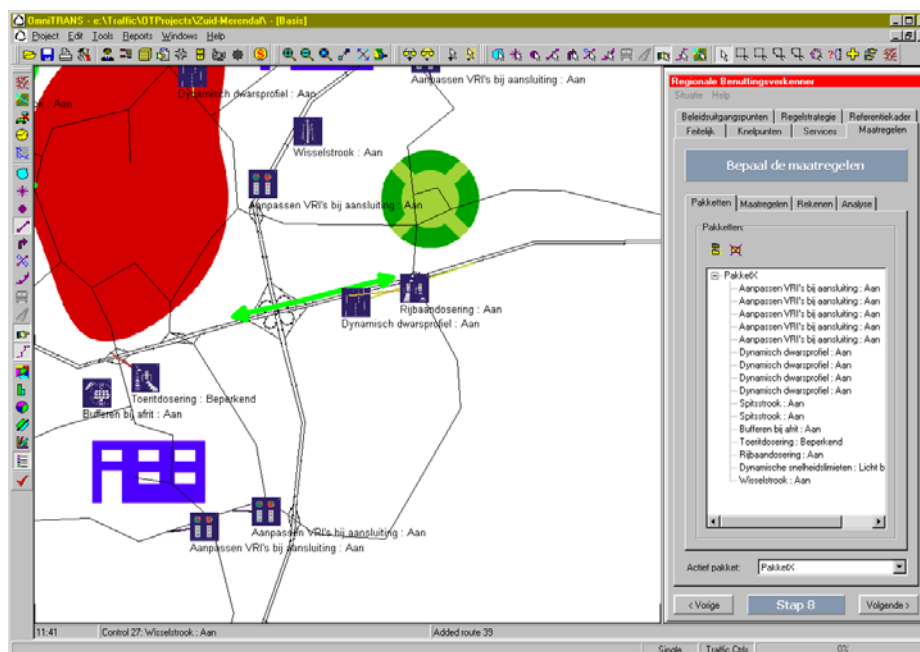 OmniTRANS - e:\Traffic\OTProjects\Zuid-Merendal\ - [Basis]
Project Edit Tools Reports Windows Help
Dynamisch dwarsprofiel : Aan
Aanpassen VRI's bij aansluiting : Aan
: Aan
Wisselstrook : Aan
Aanpassen VRI's bij aansluiting : Aan
Rijbaandosering : Aan
Dynamisch dwarsprofiel : Aan
Toeritdosering : Beperkend
Bufferen bij afrit : Aan
Aanpassen VRI's bij aansluiting : Aan
Aanpassen VRI's bij aansluiting : Aan
Regionale Benuttingsverkenner
Situatie Help
Beleidsuitgangspunten Regelstrategie Referentiekader
Feitelijk Knelpunten Services Maatregelen
Bepaal de maatregelen
Pakketten Maatregelen Rekenen Analyse
Pakketten:
PakketX
Aanpassen VRI's bij aansluiting : Aan
Aanpassen VRI's bij aansluiting : Aan
Aanpassen VRI's bij aansluiting : Aan
Aanpassen VRI's bij aansluiting : Aan
Aanpassen VRI's bij aansluiting : Aan
Dynamisch dwarsprofiel : Aan
Dynamisch dwarsprofiel : Aan
Dynamisch dwarsprofiel : Aan
Dynamisch dwarsprofiel : Aan
Spitsstrook : Aan
Spitsstrook : Aan
Bufferen bij afrit : Aan
Toeritdosering : Beperkend
Rijbaandosering : Aan
Dynamische snelheidslimieten : Licht b
Wisselstrook : Aan
Actief pakket: PakketX
< Vorige Stap 8 Volgende >
11:41 Control 27: Wisselstrook : Aan Added route 39
Single Traffic Ctrls 0%